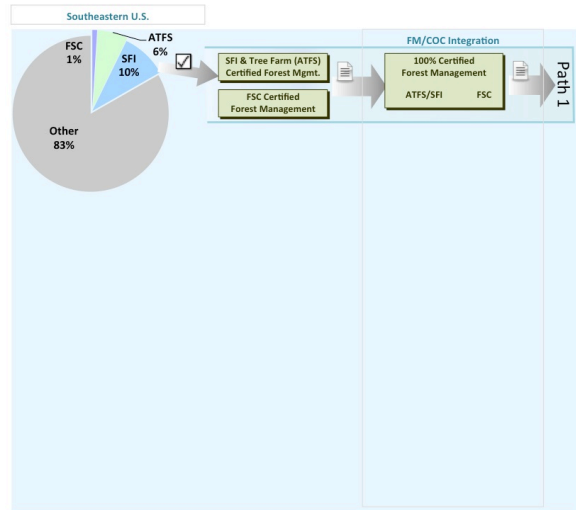 Southeastern U.S.
FSC
1%
ATFS
6%
SFI
10%
Other
83%
SFI & Tree Farm (ATFS)
Certified Forest Mgmt.
FSC Certified
Forest Management
FM/COC Integration
100% Certified
Forest Management
ATFS/SFI FSC
Path 1